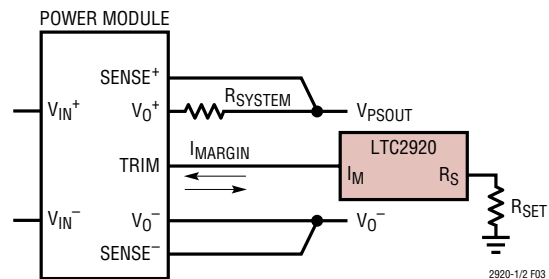 POWER MODULE
SENSE+
VIN+
VO+
RSYSTEM
VPSOUT
IMARGIN
LTC2920
TRIM
IM
RS
VIN−
VO−
VO−
RSET
SENSE−
2920-1/2 F03